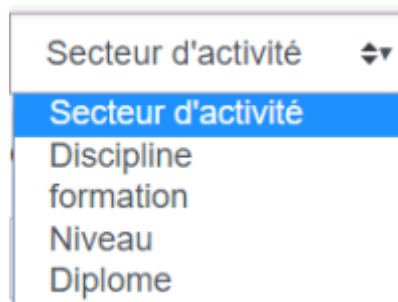 Secteur d'activité
Secteur d'activité
Discipline
formation
Niveau
Diplome